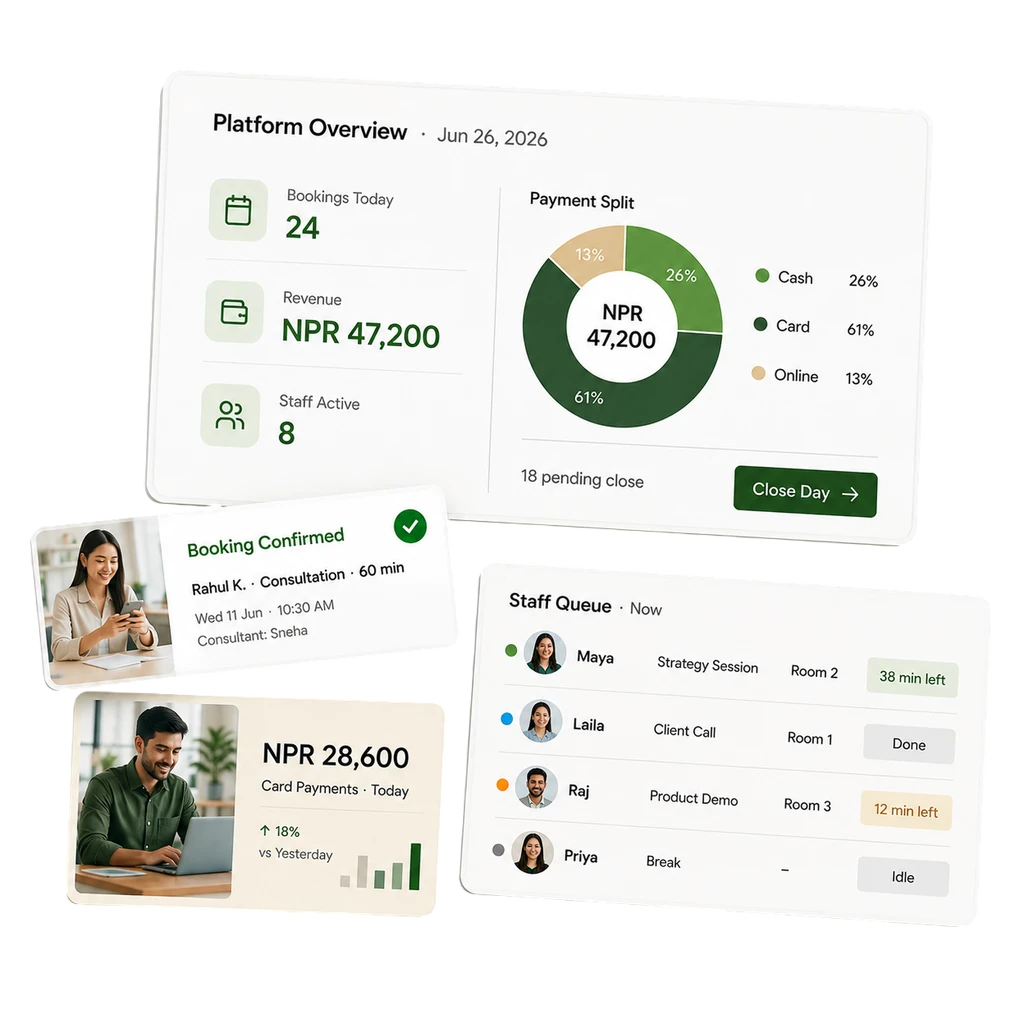 Platform Overview · Jun 26, 2026
Bookings Today
24
Revenue
NPR 47,200
Staff Active
8
Payment Split
13%
26%
61%
NPR
47,200
Cash 26%
Card 61%
Online 13%
18 pending close
Close Day →
Booking Confirmed
Rahul K. · Consultation · 60 min
Wed 11 Jun · 10:30 AM
Consultant: Sneha
NPR 28,600
Card Payments · Today
↑ 18%
vs Yesterday
Staff Queue · Now
Maya Strategy Session Room 2 38 min left
Laila Client Call Room 1 Done
Raj Product Demo Room 3 12 min left
Priya Break – Idle